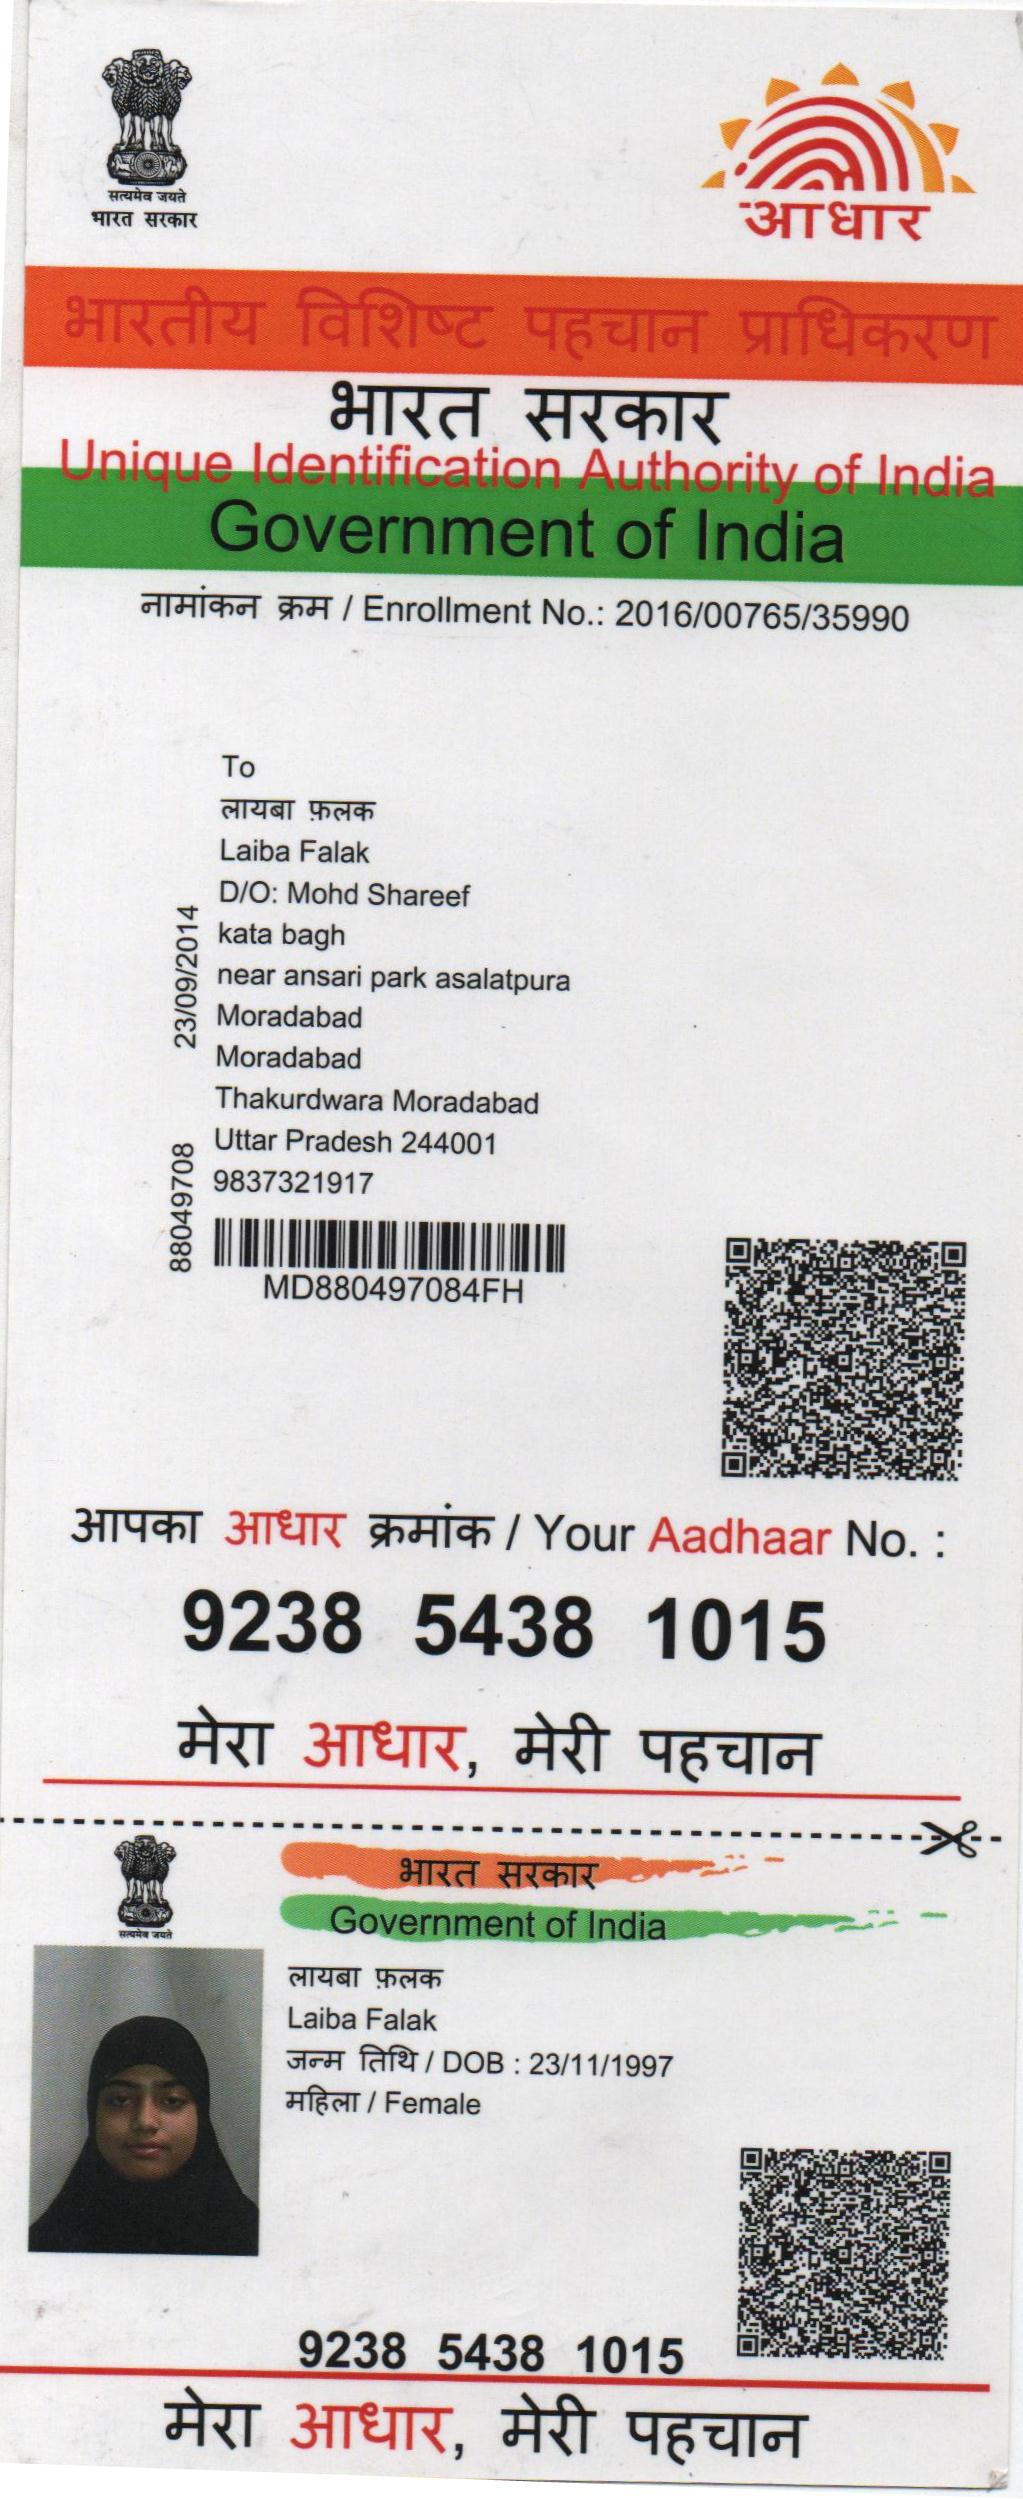 सत्यमेव जयते
भारत सरकार
आधार
भारतीय विशिष्ट पहचान प्राधिकरण
भारत सरकार
Unique Identification Authority of India
Government of India
नामांकन क्रम / Enrollment No.: 2016/00765/35990
To
लायबा फ़लक
Laiba Falak
D/O: Mohd Shareef
kata bagh
near ansari park asalatpura
Moradabad
Moradabad
Thakurdwara Moradabad
Uttar Pradesh 244001
9837321917
23/09/2014
88049708
MD880497084FH
आपका आधार क्रमांक / Your Aadhaar No. :
9238 5438 1015
मेरा आधार, मेरी पहचान
सत्यमेव जयते
भारत सरकार
Government of India
लायबा फ़लक
Laiba Falak
जन्म तिथि / DOB : 23/11/1997
महिला / Female
9238 5438 1015
मेरा आधार, मेरी पहचान